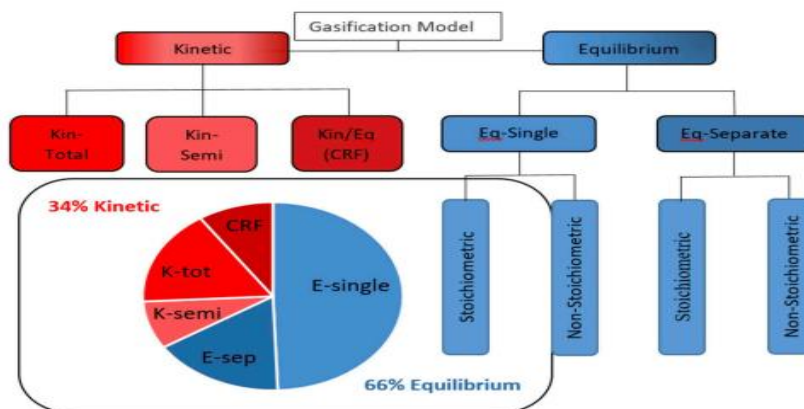 Gasification Model
Kinetic
Equilibrium
Kin-
Total
Kin-
Semi
Kin/Eq
(CRF)
Eq-Single
Eq-Separate
34% Kinetic
CRF
K-tot
K-semi
E-sep
E-single
66% Equilibrium
Stoichiometric
Non-Stoichiometric
Stoichiometric
Non-Stoichiometric